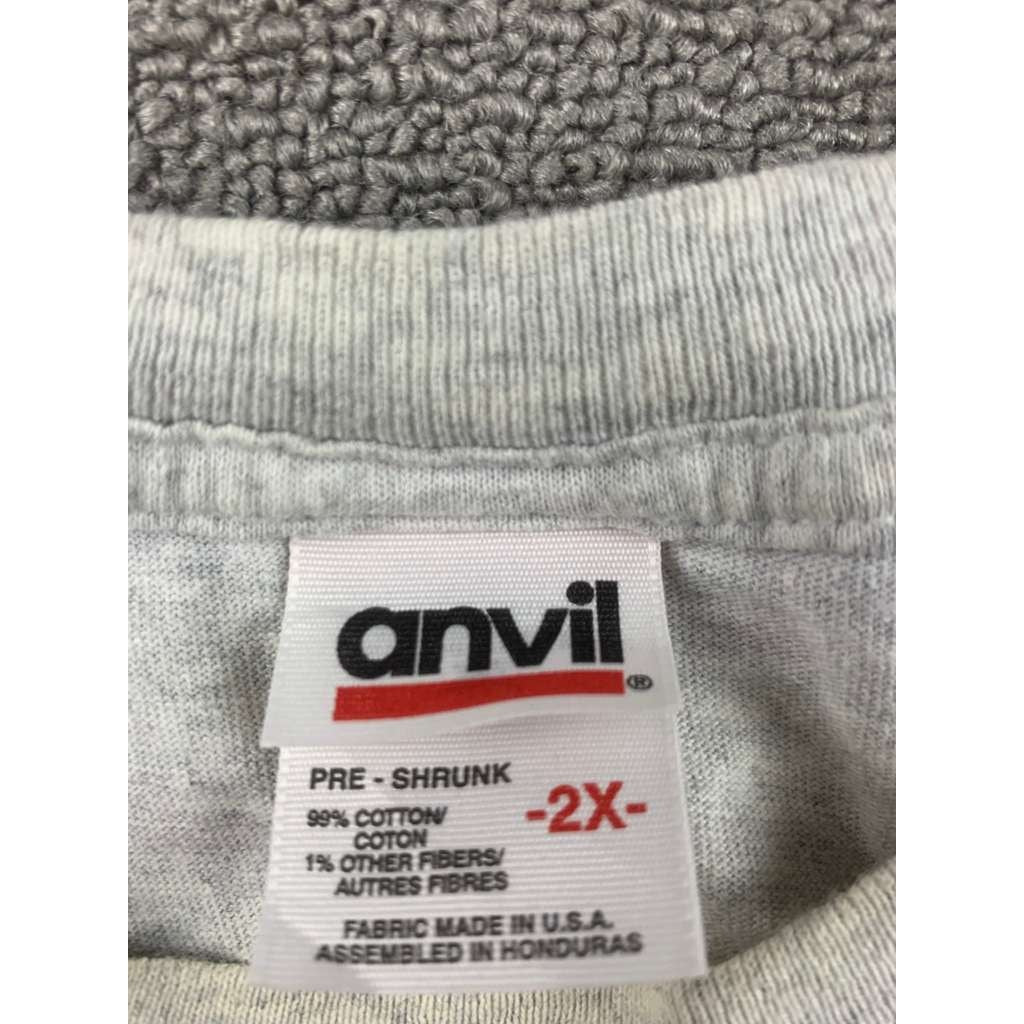 anvil®
PRE - SHRUNK
-2X-
99% COTTON/
COTON
1% OTHER FIBERS/
AUTRES FIBRES
FABRIC MADE IN U.S.A.
ASSEMBLED IN HONDURAS